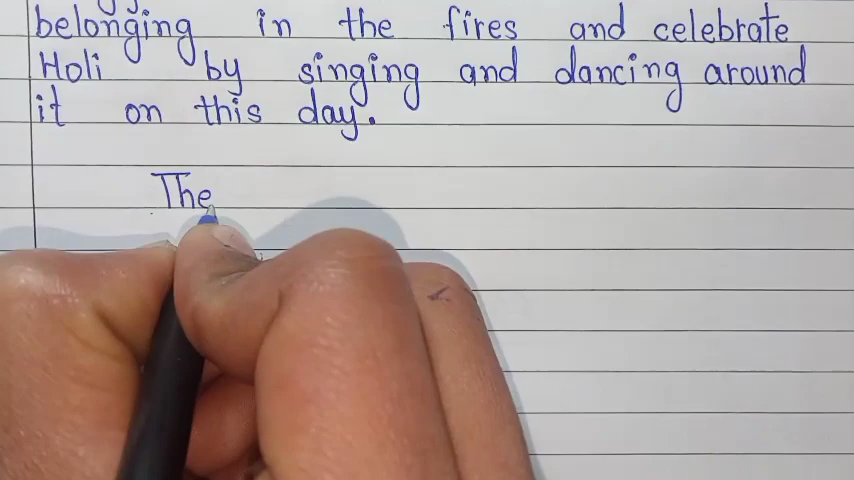 belonging in the fires and celebrate
Holi by singing and dancing around
it on this day.
The